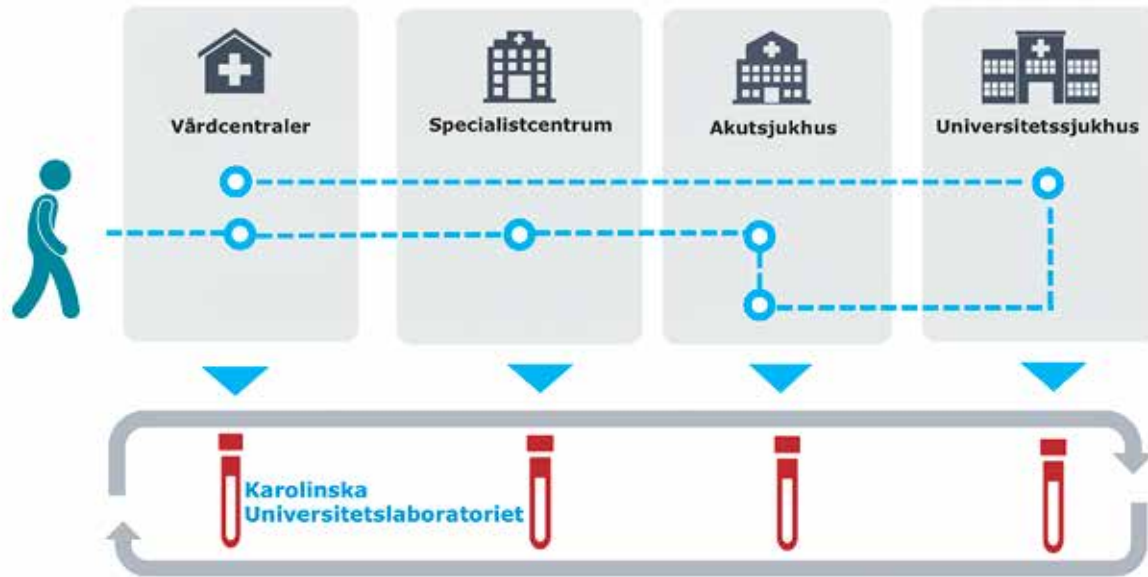 Vårdcentraler
Specialistcentrum
Akutsjukhus
Universitetssjukhus
Karolinska
Universitetslaboratoriet